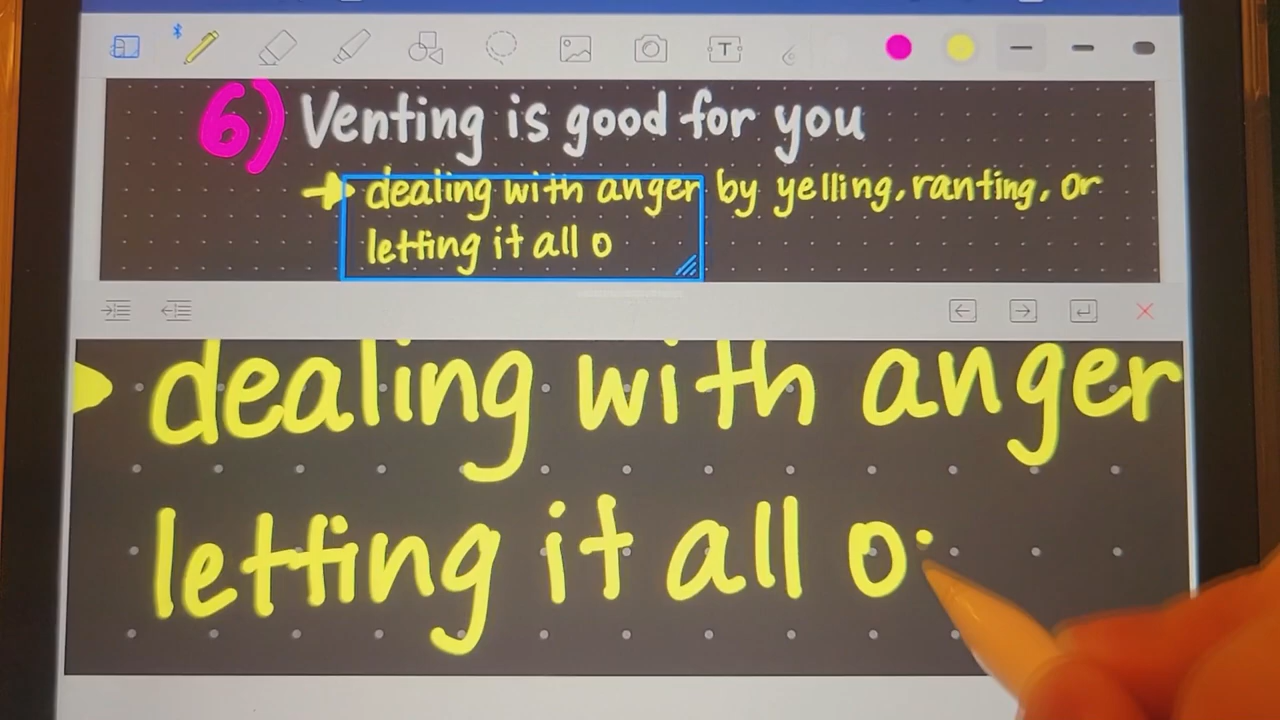 6) Venting is good for you
→ dealing with anger by yelling, ranting, or
letting it all o
T
dealing with anger
letting it all o